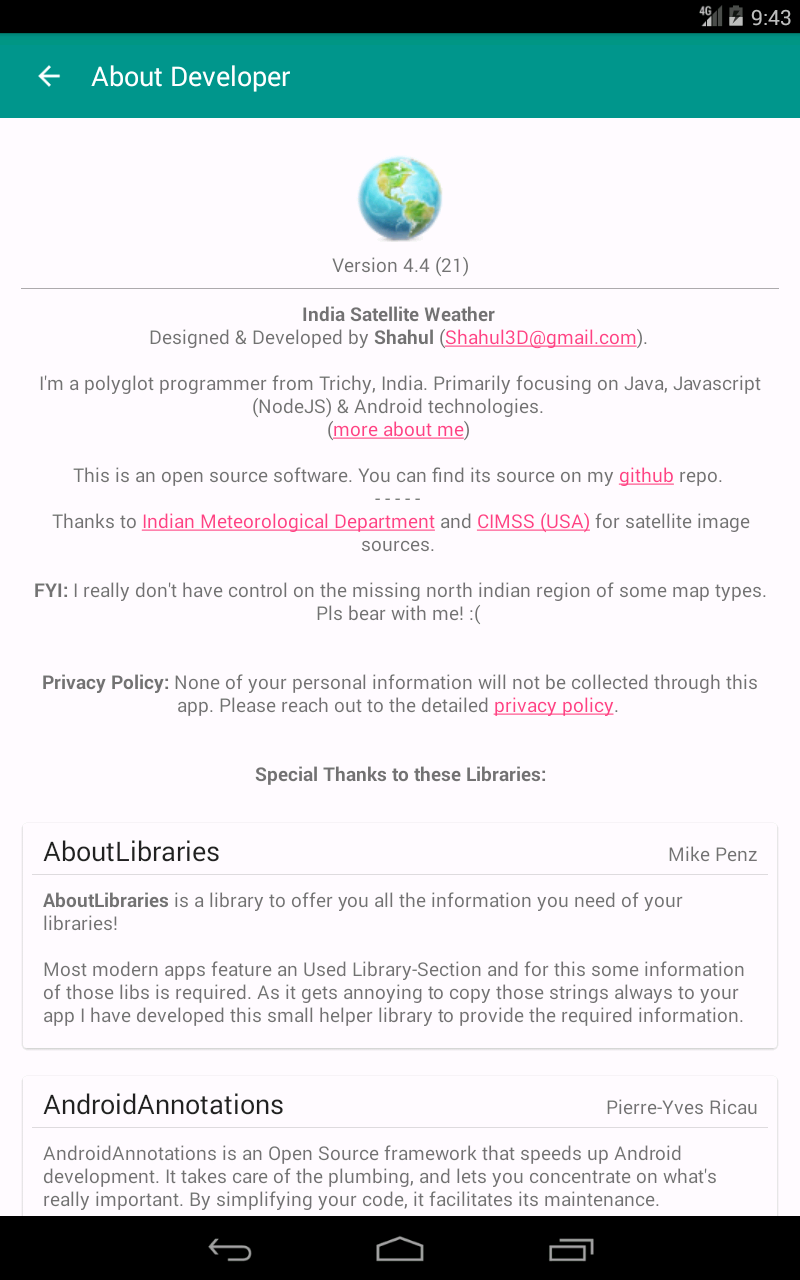 4G 9:43
About Developer
Version 4.4 (21)
India Satellite Weather
Designed & Developed by Shahul (Shahul3D@gmail.com).
I'm a polyglot programmer from Trichy, India. Primarily focusing on Java, Javascript
(NodeJS) & Android technologies.
(more about me)
This is an open source software. You can find its source on my github repo.
- - - - -
Thanks to Indian Meteorological Department and CIMSS (USA) for satellite image
sources.
FYI: I really don't have control on the missing north indian region of some map types.
Pls bear with me! :(
Privacy Policy: None of your personal information will not be collected through this
app. Please reach out to the detailed privacy policy.
Special Thanks to these Libraries:
AboutLibraries Mike Penz
AboutLibraries is a library to offer you all the information you need of your
libraries!
Most modern apps feature an Used Library-Section and for this some information
of those libs is required. As it gets annoying to copy those strings always to your
app I have developed this small helper library to provide the required information.
AndroidAnnotations Pierre-Yves Ricau
AndroidAnnotations is an Open Source framework that speeds up Android
development. It takes care of the plumbing, and lets you concentrate on what's
really important. By simplifying your code, it facilitates its maintenance.